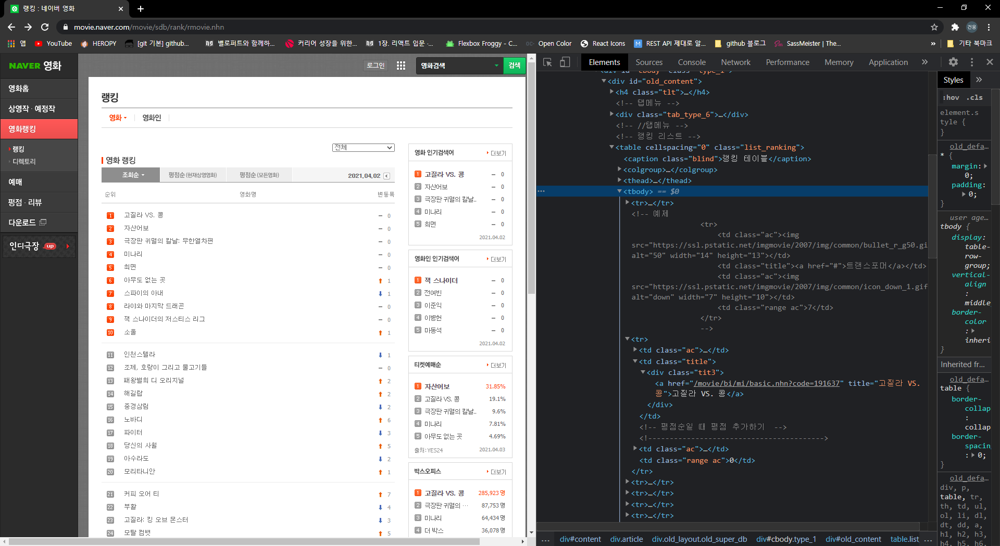 랭킹 : 네이버 영화
movie.naver.com/movie/sdb/rank/rmovie.nhn
건웅
앱 YouTube HEROPY [git 기본] github... 벨로퍼트와 함께하... 커리어 성장을 위한... 1장. 리액트 입문 ·... Flexbox Froggy - C... Open Color React Icons REST API 제대로 알... github 블로그 SassMeister | The... » 기타 북마크
NAVER 영화
영화홈
상영작 · 예정작
영화랭킹
랭킹
디렉토리
예매
평점 · 리뷰
다운로드
인디극장 up
로그인 영화검색 검색
랭킹
영화 영화인
전체
영화 랭킹
조회순 평점순 (현재상영영화) 평점순 (모든영화) 2021.04.02
순위 영화명 변동폭
1 고질라 VS. 콩 0
2 자산어보 0
3 극장판 귀멸의 칼날: 무한열차편 0
4 미나리 0
5 최면 0
6 아무도 없는 곳 1
7 스파이의 아내 1
8 라야와 마지막 드래곤 0
9 잭 스나이더의 저스티스 리그 0
10 소울 1
11 인천스텔라 1
12 조제, 호랑이 그리고 물고기들 0
13 패왕별희 디 오리지널 2
14 해길랍 2
15 중경삼림 2
16 노바디 6
17 파이터 3
18 당신의 사월 5
19 아수라도 2
20 모리타니안 1
21 커피 오어 티 7
22 부활 4
23 고질라: 킹 오브 몬스터 3
24 모탈 컴뱃 5
영화 인기검색어 더보기
1 고질라 VS. 콩 0
2 자산어보 0
3 극장판 귀멸의 칼날.. 0
4 미나리 0
5 최면 0
2021.04.02
영화인 인기검색어 더보기
1 잭 스나이더 0
2 전여빈 0
3 이준익 0
4 이병헌 0
5 마동석 0
2021.04.02
티켓예매순 더보기
1 자산어보 31.85%
2 고질라 VS. 콩 19.1%
3 극장판 귀멸의 칼날.. 9.6%
4 미나리 7.81%
5 아무도 없는 곳 4.69%
출처:YES24 2021.04.03
박스오피스 더보기
1 고질라 VS. 콩 285,923 명
2 극장판 귀멸의 ... 87,753 명
3 미나리 64,434 명
4 더 박스 36,078 명
Elements Sources Console Network Performance Memory Application »
<div id="old_content">
<h4 class="tlt">…</h4>
<!-- 탭메뉴 -->
<div class="tab_type_6">…</div>
<!-- //탭메뉴 -->
<!-- 랭킹 리스트 -->
<table cellspacing="0" class="list_ranking">
<caption class="blind">랭킹 테이블</caption>
<colgroup>…</colgroup>
<thead>…</thead>
<tbody> == $0
<tr>…</tr>
<!-- 예제
<tr>
<td class="ac"><img
src="https://ssl.pstatic.net/imgmovie/2007/img/common/bullet_r_g50.gi
alt="50" width="14" height="13"></td>
<td class="title"><a href="#">트랜스포머</a></td>
<td class="ac"><img
src="https://ssl.pstatic.net/imgmovie/2007/img/common/icon_down_1.gif
alt="down" width="7" height="10"></td>
<td class="range ac">7</td>
</tr>
-->
<tr>
<td class="ac">…</td>
<td class="title">
<div class="tit3">
<a href="/movie/bi/mi/basic.nhn?code=191637" title="고질라 VS.
콩">고질라 VS. 콩</a>
</div>
</td>
<!-- 평점순일 때 평점 추가하기  -->
<!----------------------------------------->
<td class="ac">…</td>
<td class="range ac">0</td>
</tr>
<tr>…</tr>
<tr>…</tr>
<tr>…</tr>
<tr>…</tr>
... div#content div.article div.old_layout.old_super_db div#cbody.type_1 div#old_content table.list ...
Styles »
:hov .cls
element.s
tyle {
}
old_defa…
* {
margin:
0;
padding:
0;
}
user age…
tbody {
display:
table-
row-
group;
vertical-
align
:
middle
border-
color
:
inheri
}
Inherited fr…
old_defa…
table {
border-
collap
:
collap
border-
spacin
: 0;
}
old_defa…
div, p,
table, tr,
th, td, ul,
ol, li, dl,
dt, dd, a,
h1, h2, h3,
h4, h5, h6,